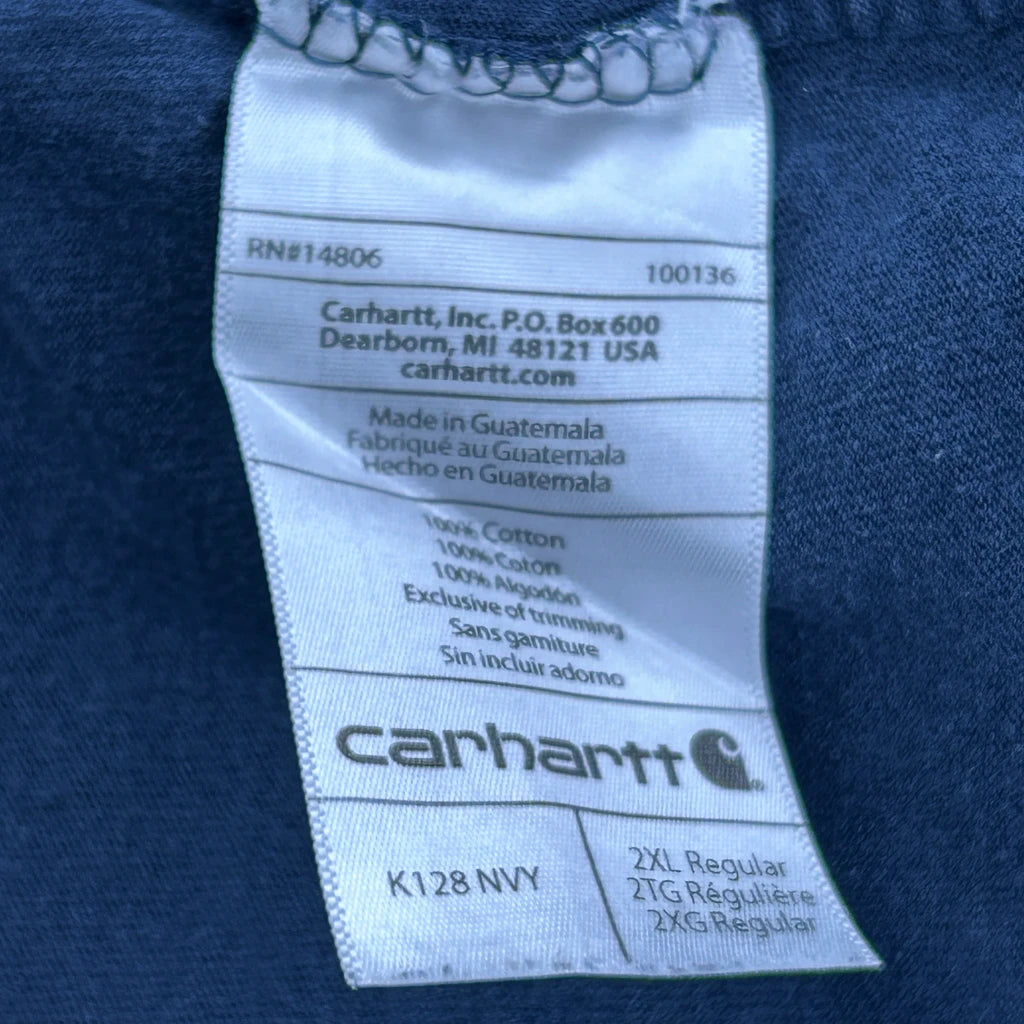 RN#14806 100136
Carhartt, Inc. P.O. Box 600
Dearborn, MI 48121 USA
carhartt.com
Made in Guatemala
Fabriqué au Guatemala
Hecho en Guatemala
100% Cotton
100% Coton
100% Algodón
Exclusive of trimming
Sans garniture
Sin incluir adorno
carhartt
K128 NVY
2XL Regular
2TG Régulière
2XG Regular